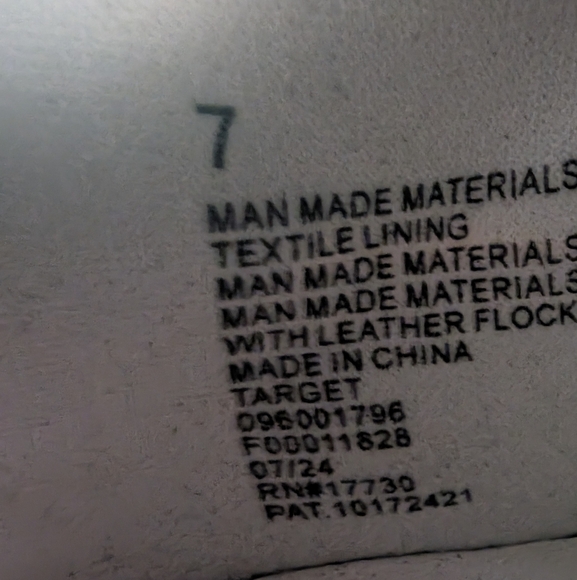 7
MAN MADE MATERIALS
TEXTILE LINING
MAN MADE MATERIALS
MAN MADE MATERIALS
WITH LEATHER FLOCK
MADE IN CHINA
TARGET
096001796
F00011828
07/24
RN#17730
PAT.10172421